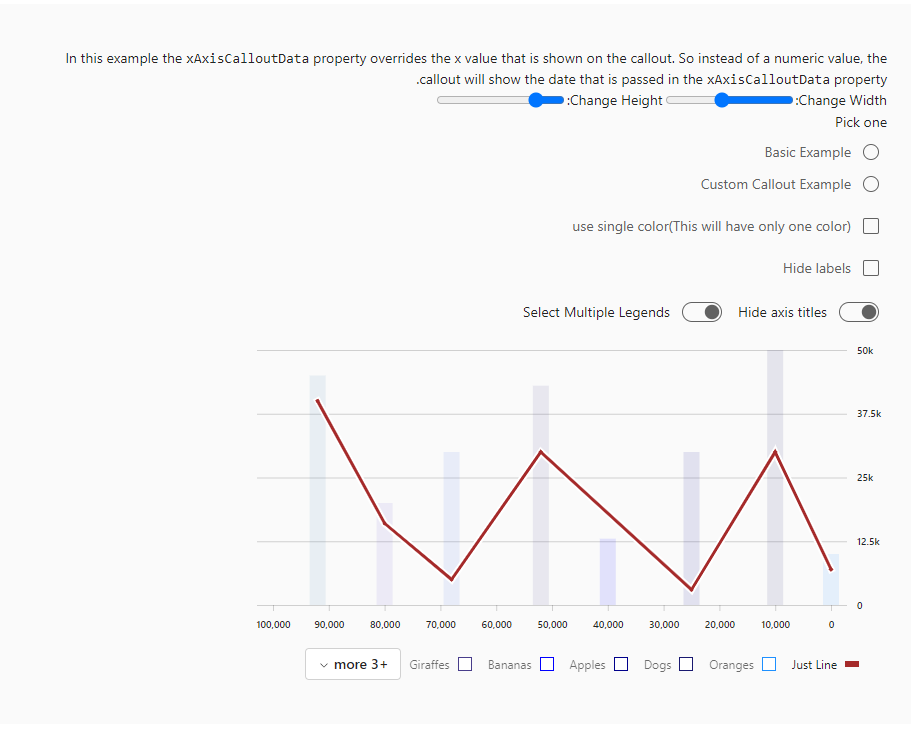 In this example the xAxisCalloutData property overrides the x value that is shown on the callout. So instead of a numeric value, the
.callout will show the date that is passed in the xAxisCalloutData property
:Change Height :Change Width
Pick one
Basic Example
Custom Callout Example
use single color(This will have only one color)
Hide labels
Select Multiple Legends Hide axis titles
50k
37.5k
25k
12.5k
0
100,000 90,000 80,000 70,000 60,000 50,000 40,000 30,000 20,000 10,000 0
more 3+ Giraffes Bananas Apples Dogs Oranges Just Line